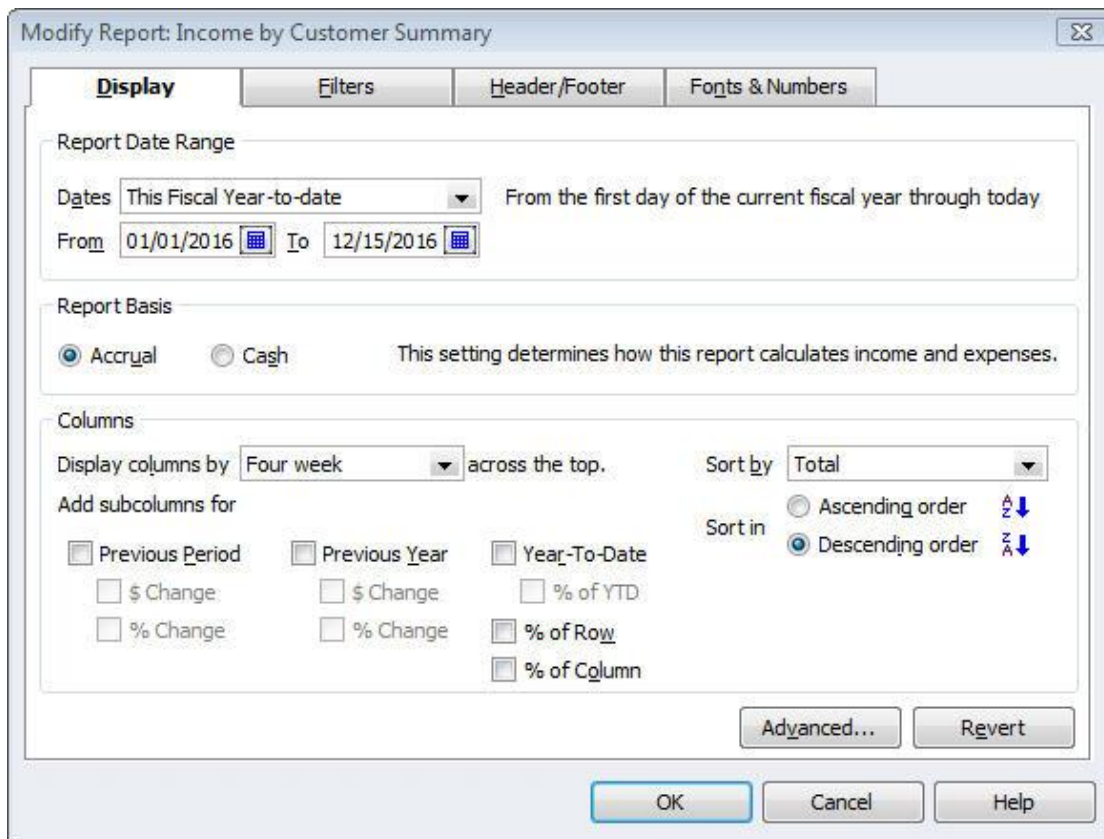 Modify Report: Income by Customer Summary
Display Filters Header/Footer Fonts & Numbers
Report Date Range
Dates This Fiscal Year-to-date From the first day of the current fiscal year through today
From 01/01/2016 To 12/15/2016
Report Basis
Accrual Cash This setting determines how this report calculates income and expenses.
Columns
Display columns by Four week across the top. Sort by Total
Add subcolumns for
Sort in Ascending order A Z
Descending order Z A
Previous Period Previous Year Year-To-Date
$ Change $ Change % of YTD
% Change % Change % of Row
% of Column
Advanced... Revert
OK Cancel Help